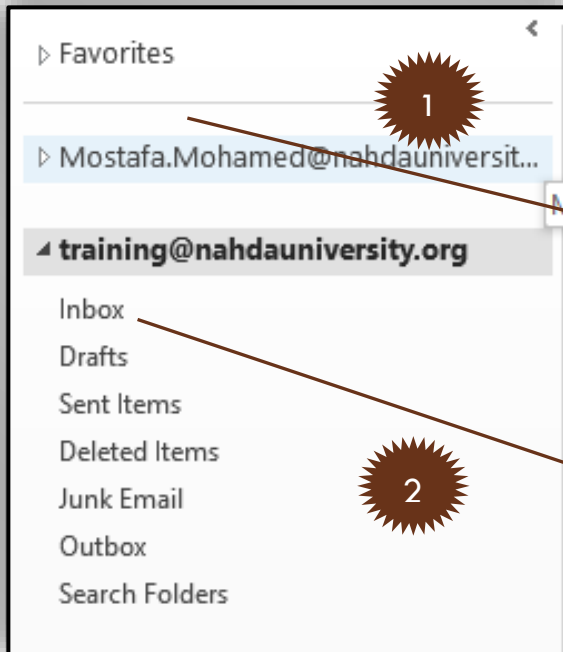 Favorites
1
Mostafa.Mohamed@nahdauniversit...
training@nahdauniversity.org
Inbox
Drafts
Sent Items
Deleted Items
2
Junk Email
Outbox
Search Folders